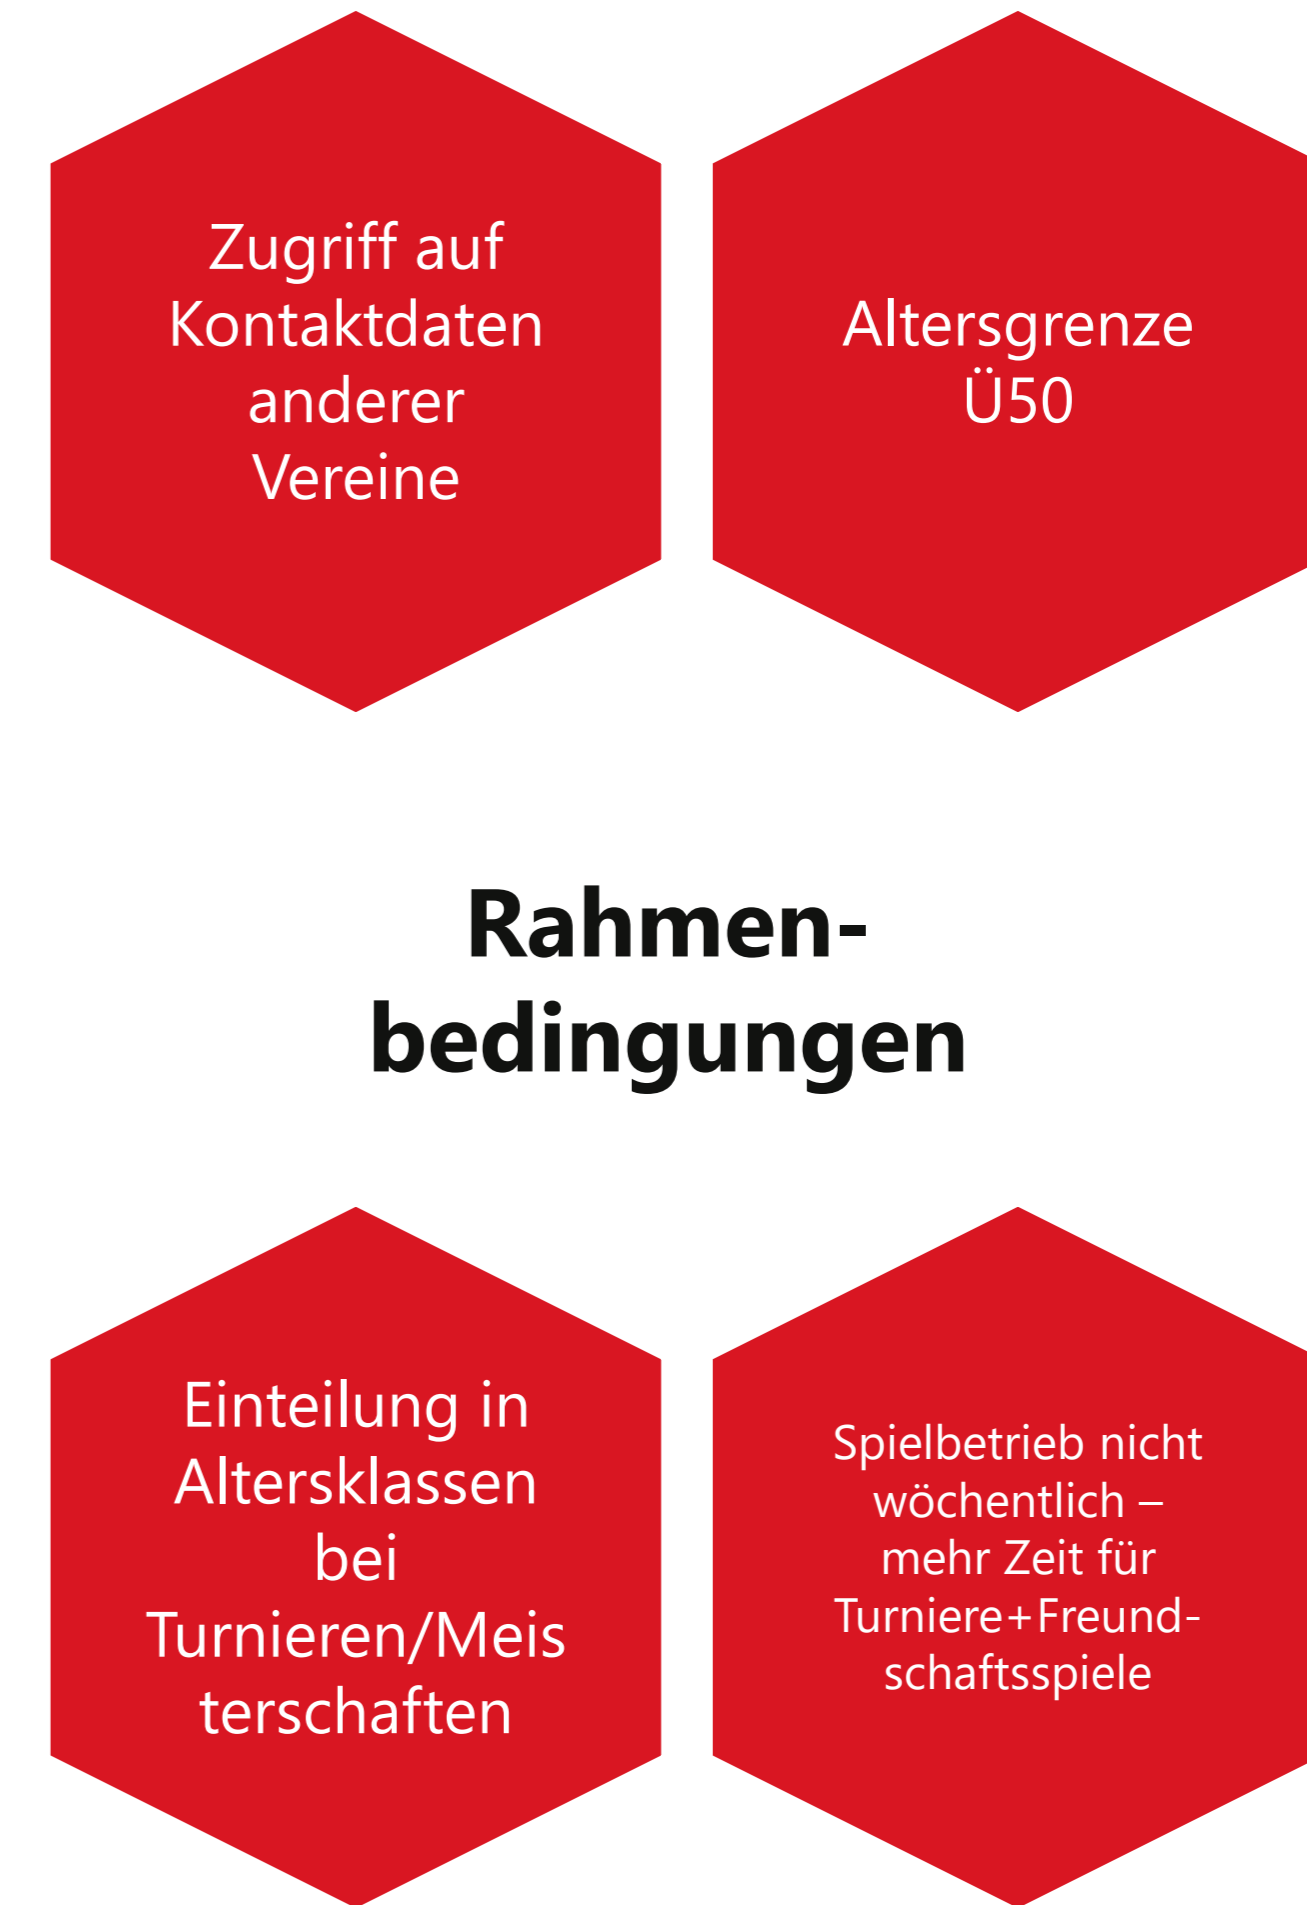 Zugriff auf
Kontaktdaten
anderer
Vereine
Altersgrenze
Ü50
Rahmen-
bedingungen
Einteilung in
Altersklassen
bei
Turnieren/Meis
terschaften
Spielbetrieb nicht
wöchentlich –
mehr Zeit für
Turniere+Freund-
schaftsspiele